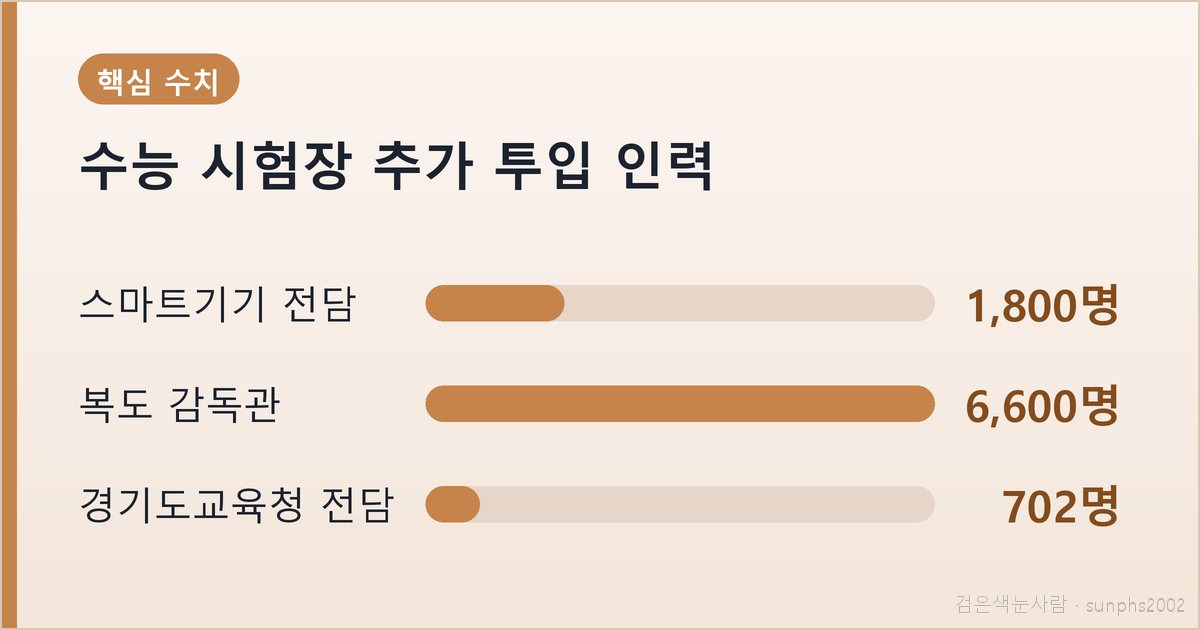 핵심 수치
수능 시험장 추가 투입 인력
스마트기기 전담 1,800명
복도 감독관 6,600명
경기도교육청 전담 702명
검은색눈사람 · sunphs2002